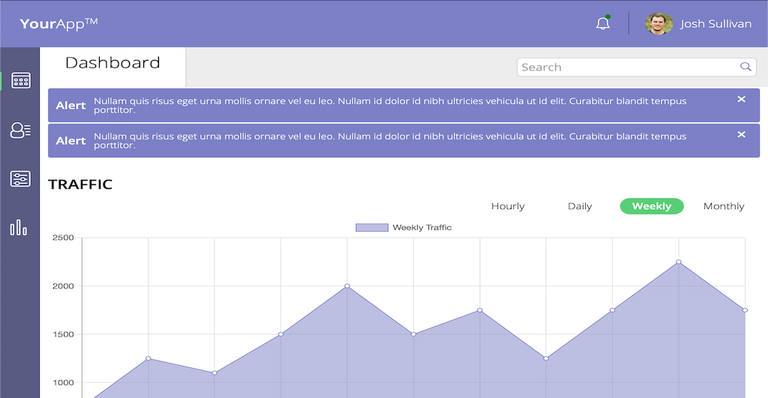 YourApp™
Josh Sullivan
Dashboard
Search
Alert
Nullam quis risus eget urna mollis ornare vel eu leo. Nullam id dolor id nibh ultricies vehicula ut id elit. Curabitur blandit tempus
porttitor.
Alert
Nullam quis risus eget urna mollis ornare vel eu leo. Nullam id dolor id nibh ultricies vehicula ut id elit. Curabitur blandit tempus
porttitor.
TRAFFIC
Hourly Daily Weekly Monthly
Weekly Traffic
2500
2000
1500
1000